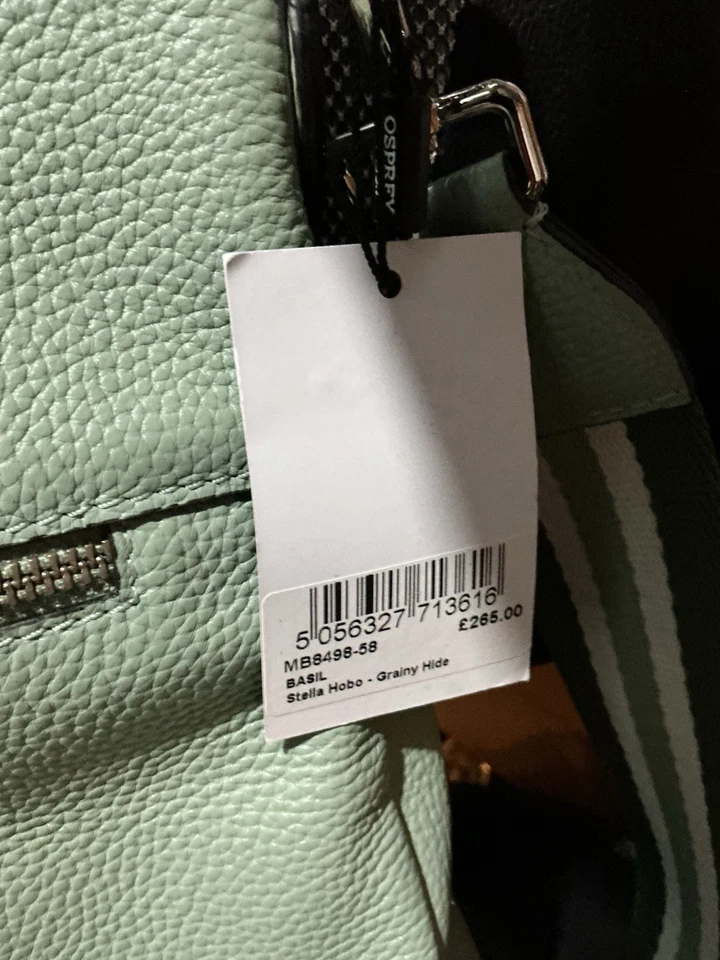 OSPREY
5 056327 713616
£265.00
MB8498-58
BASIL
Stella Hobo - Grainy Hide